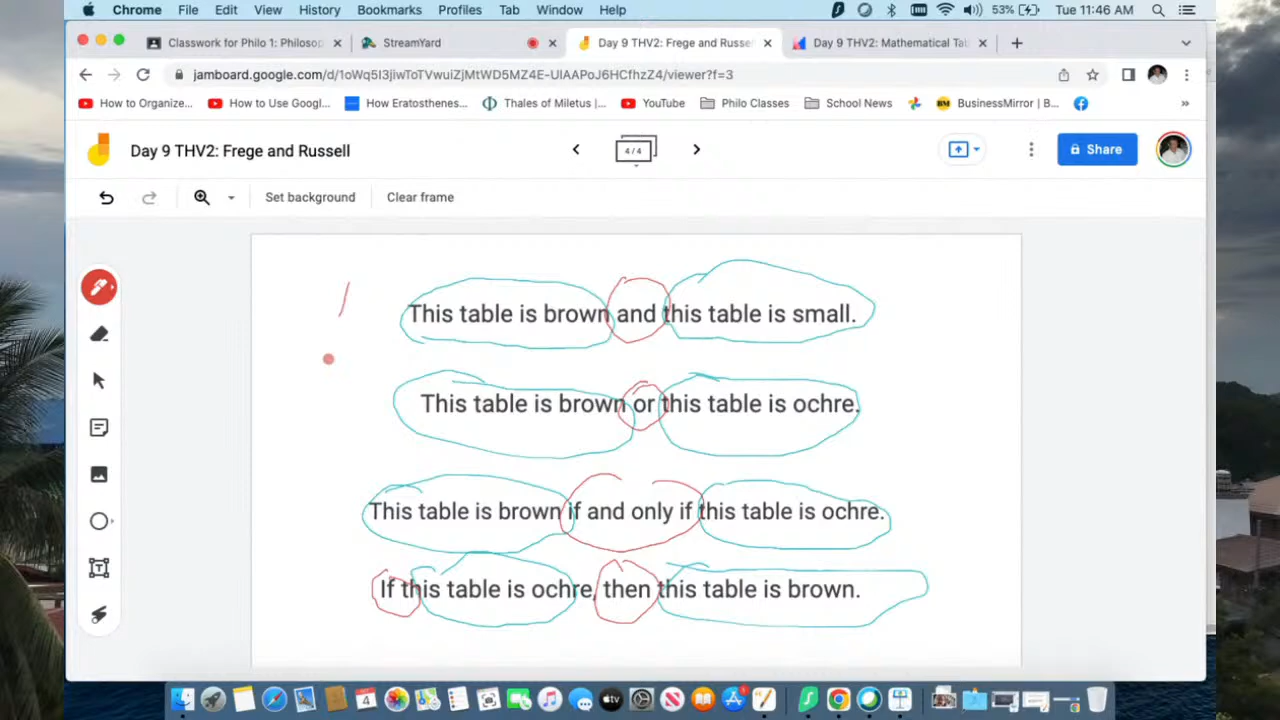 Chrome File Edit View History Bookmarks Profiles Tab Window Help 53% Tue 11:46 AM
Classwork for Philo 1: Philosop StreamYard Day 9 THV2: Frege and Russe Day 9 THV2: Mathematical Tab
jamboard.google.com/d/1oWq5I3jiwToTVwuiZjMtWD5MZ4E-UIAAPoJ6HCfhzZ4/viewer?f=3
How to Organize... How to Use Googl... How Eratosthenes... Thales of Miletus |... YouTube Philo Classes School News BM BusinessMirror | B... »
Day 9 THV2: Frege and Russell 4/4 Share
Set background Clear frame
This table is brown and this table is small.
This table is brown or this table is ochre.
This table is brown if and only if this table is ochre.
If this table is ochre, then this table is brown.